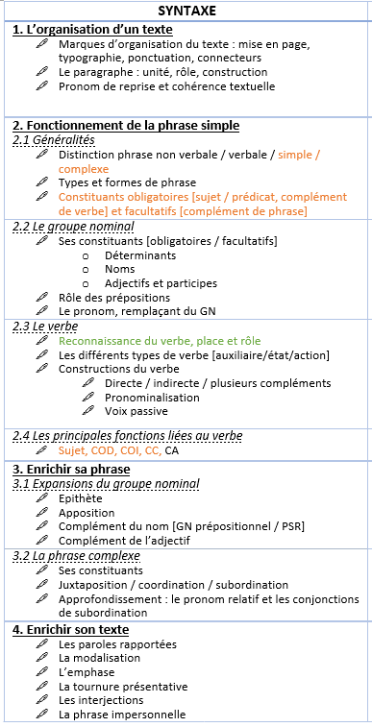 SYNTAXE
1. L'organisation d'un texte
Marques d'organisation du texte : mise en page,
typographie, ponctuation, connecteurs
Le paragraphe : unité, rôle, construction
Pronom de reprise et cohérence textuelle
2. Fonctionnement de la phrase simple
2.1 Généralités
Distinction phrase non verbale / verbale / simple /
complexe
Types et formes de phrase
Constituants obligatoires [sujet / prédicat, complément
de verbe] et facultatifs [complément de phrase]
2.2 Le groupe nominal
Ses constituants [obligatoires / facultatifs]
o Déterminants
o Noms
o Adjectifs et participes
Rôle des prépositions
Le pronom, remplaçant du GN
2.3 Le verbe
Reconnaissance du verbe, place et rôle
Les différents types de verbe [auxiliaire/état/action]
Constructions du verbe
Directe / indirecte / plusieurs compléments
Pronominalisation
Voix passive
2.4 Les principales fonctions liées au verbe
Sujet, COD, COI, CC, CA
3. Enrichir sa phrase
3.1 Expansions du groupe nominal
Epithète
Apposition
Complément du nom [GN prépositionnel / PSR]
Complément de l'adjectif
3.2 La phrase complexe
Ses constituants
Juxtaposition / coordination / subordination
Approfondissement : le pronom relatif et les conjonctions
de subordination
4. Enrichir son texte
Les paroles rapportées
La modalisation
L'emphase
La tournure présentative
Les interjections
La phrase impersonnelle